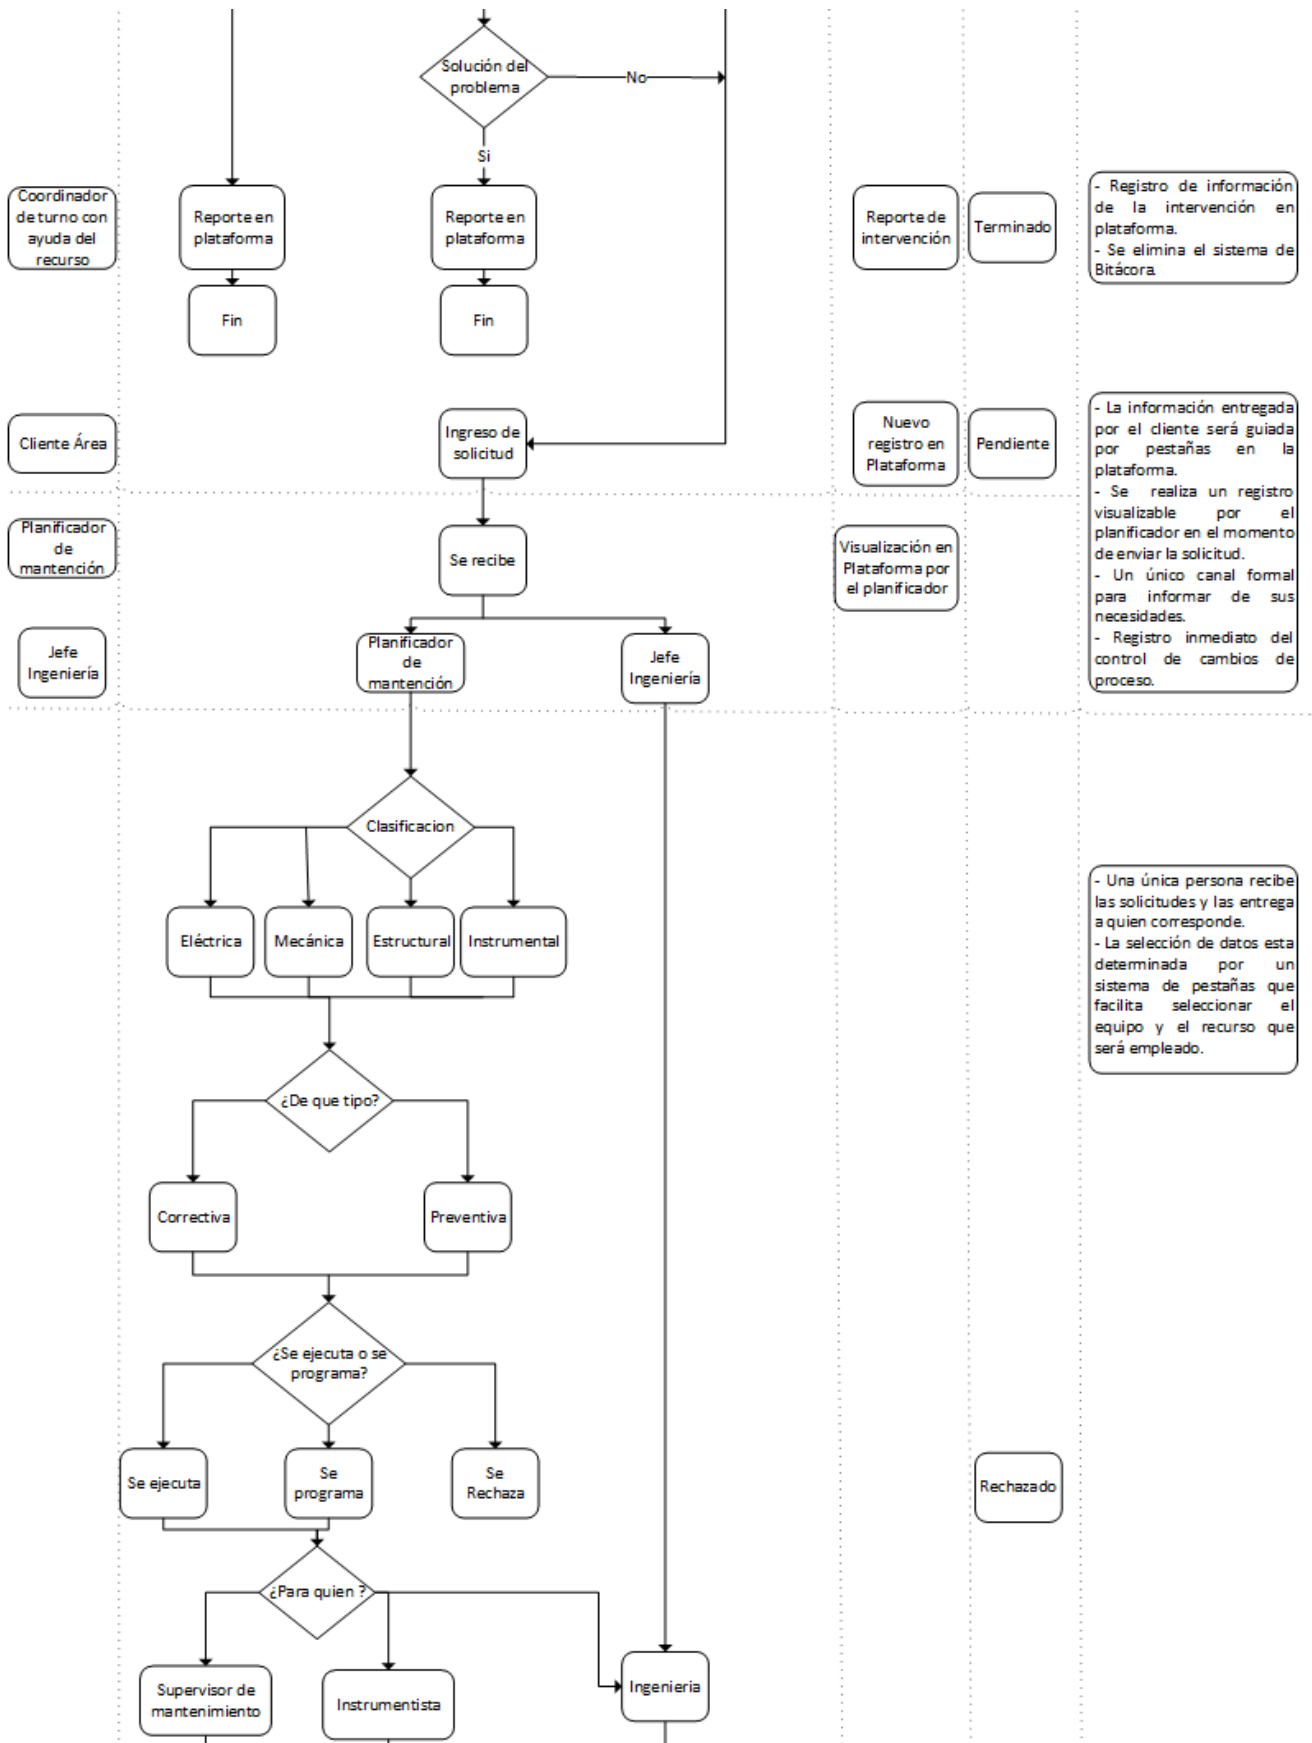 Solución del
problema
No
Si
Coordinador
de turno con
ayuda del
recurso
Reporte en
plataforma
Reporte en
plataforma
Reporte de
intervención
Terminado
- Registro de información
de la intervención en
plataforma.
- Se elimina el sistema de
Bitácora.
Fin
Fin
Cliente Área
Ingreso de
solicitud
Nuevo
registro en
Plataforma
Pendiente
- La información entregada
por el cliente será guiada
por pestañas en la
plataforma.
- Se realiza un registro
visualizable por el
planificador en el momento
de enviar la solicitud.
- Un único canal formal
para informar de sus
necesidades.
- Registro inmediato del
control de cambios de
proceso.
Planificador
de
mantención
Se recibe
Visualización en
Plataforma por
el planificador
Jefe
Ingeniería
Planificador
de
mantención
Jefe
Ingeniería
Clasificacion
Eléctrica
Mecánica
Estructural
Instrumental
- Una única persona recibe
las solicitudes y las entrega
a quien corresponde.
- La selección de datos esta
determinada por un
sistema de pestañas que
facilita seleccionar el
equipo y el recurso que
será empleado.
¿De que tipo?
Correctiva
Preventiva
¿Se ejecuta o se
programa?
Se ejecuta
Se
programa
Se
Rechaza
Rechazado
¿Para quien ?
Supervisor de
mantenimiento
Instrumentista
Ingenieria